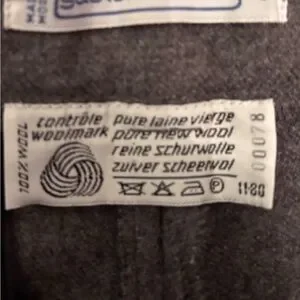 100% WOOL
contrôle
woolmark
pure laine vierge
pure new wool
reine schurwolle
zuiver scheerwol
00078
1180